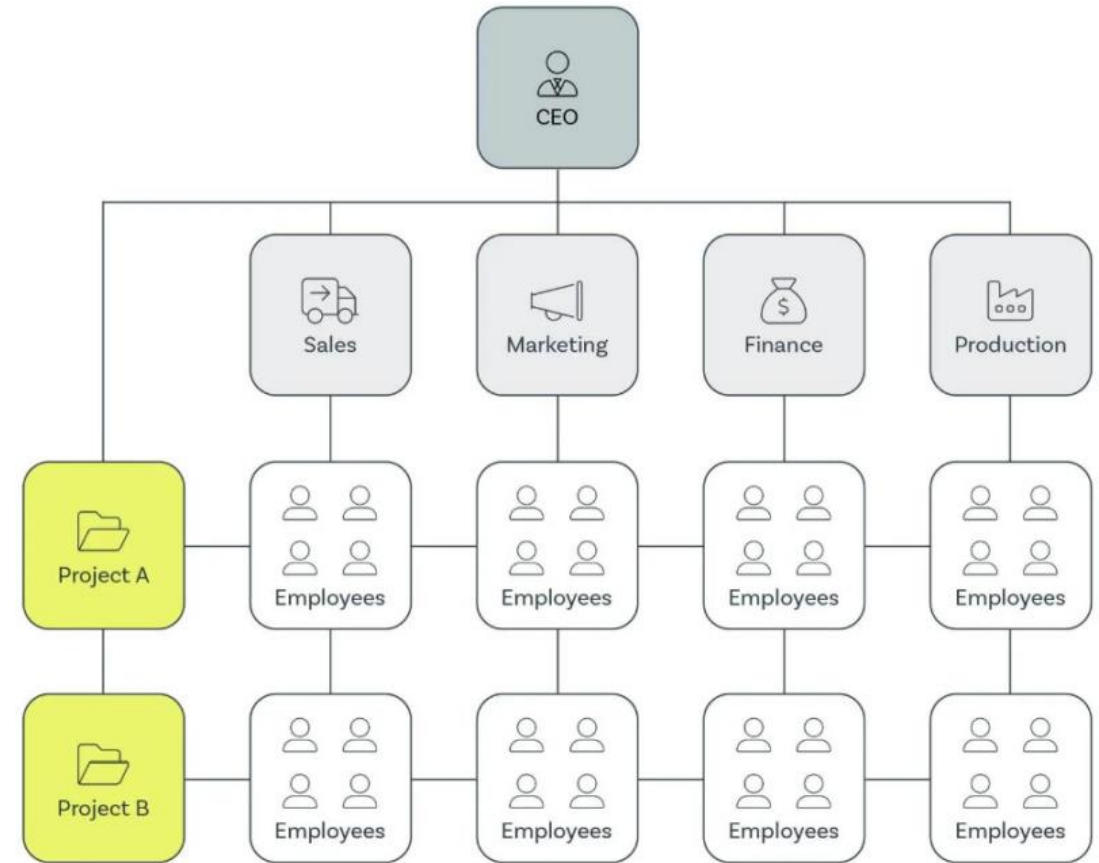 CEO
Sales
Marketing
$
Finance
Production
Project A
Employees
Employees
Employees
Employees
Project B
Employees
Employees
Employees
Employees